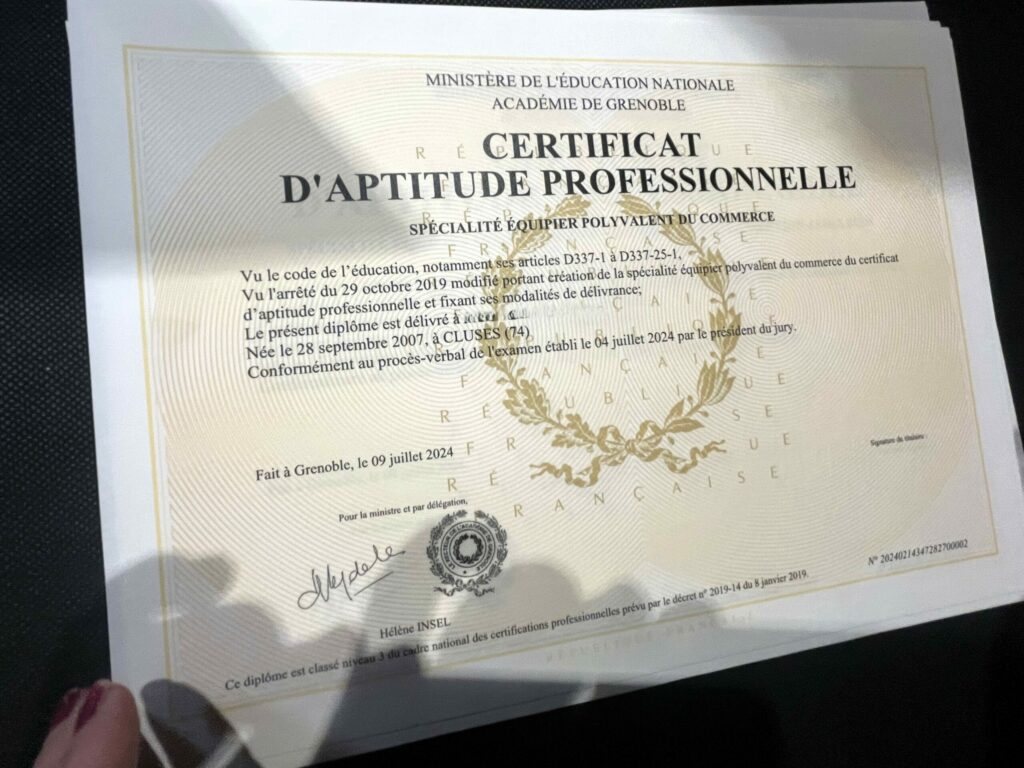 MINISTÈRE DE L'ÉDUCATION NATIONALE
ACADÉMIE DE GRENOBLE
CERTIFICAT
D'APTITUDE PROFESSIONNELLE
SPÉCIALITÉ ÉQUIPIER POLYVALENT DU COMMERCE
Vu le code de l'éducation, notamment ses articles D337-1 à D337-25-1,
Vu l'arrêté du 29 octobre 2019 modifié portant création de la spécialité équipier polyvalent du commerce du certificat
d'aptitude professionnelle et fixant ses modalités de délivrance;
Le présent diplôme est délivré à
Née le 28 septembre 2007, à CLUSES (74)
Conformément au procès-verbal de l'examen établi le 04 juillet 2024 par le président du jury.
Fait à Grenoble, le 09 juillet 2024
Signature du titulaire :
Pour la ministre et par délégation,
Hélène INSEL
N° 20240214347282700002
Ce diplôme est classé niveau 3 du cadre national des certifications professionnelles prévu par le décret n° 2019-14 du 8 janvier 2019.
RÉPUBLIQUE FRANÇAISE